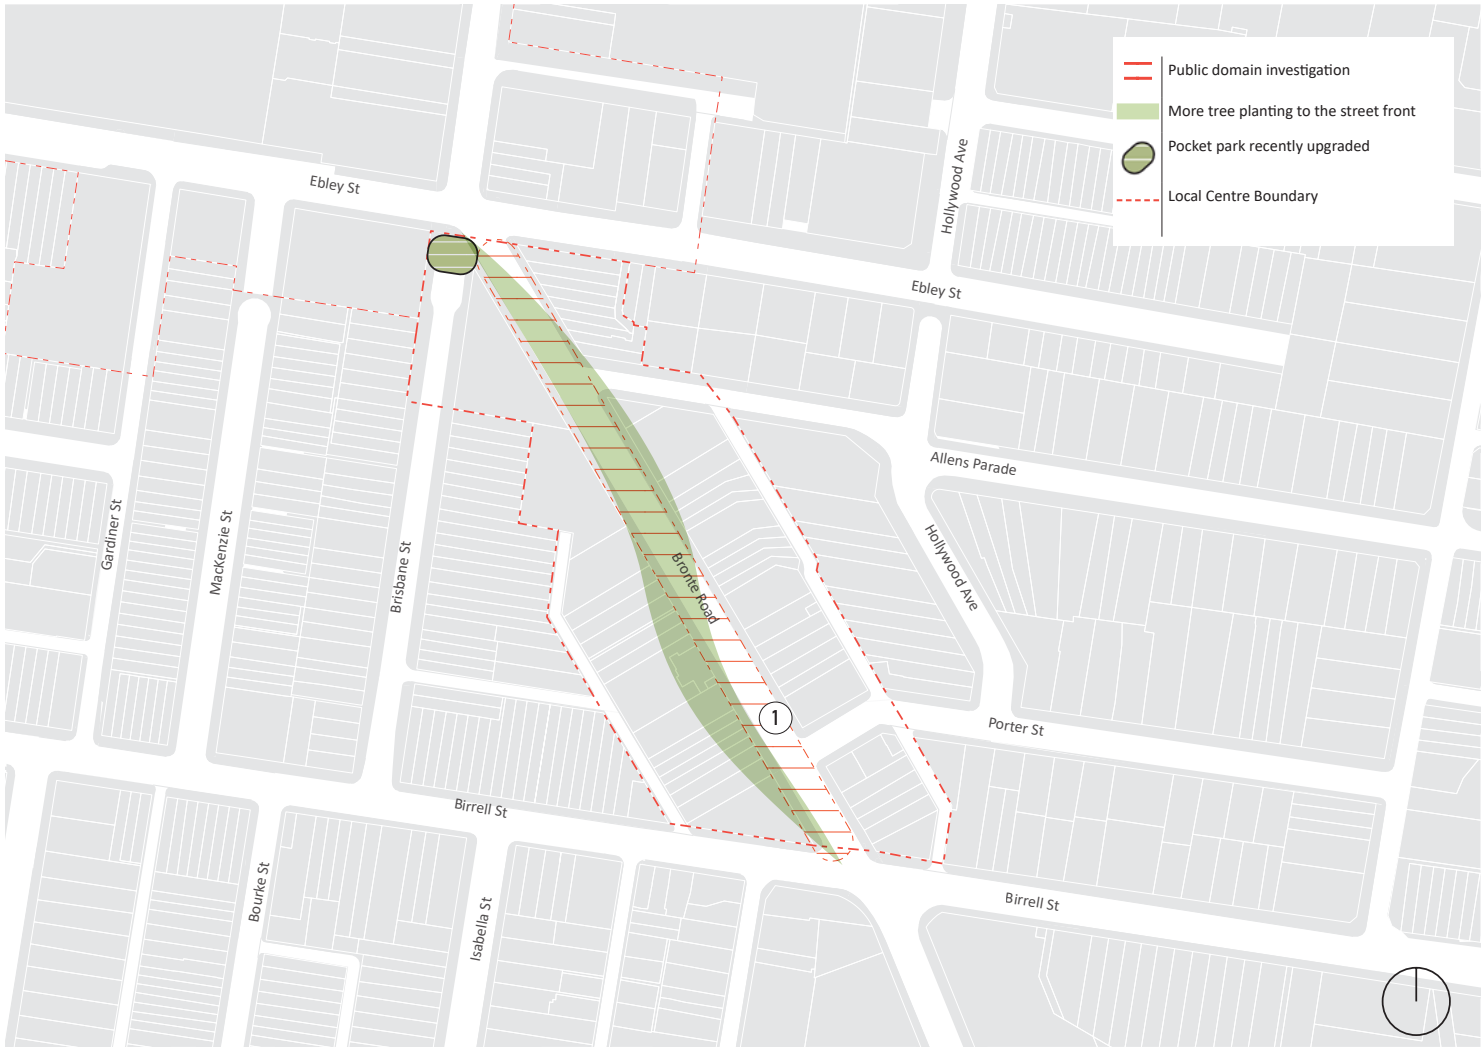 Public domain investigation
More tree planting to the street front
Pocket park recently upgraded
Local Centre Boundary
Ebley St
Hollywood Ave
Ebley St
Allens Parade
Gardiner St
MacKenzie St
Brisbane St
Bronte Road
Hollywood Ave
1
Porter St
Birrell St
Bourke St
Isabella St
Birrell St